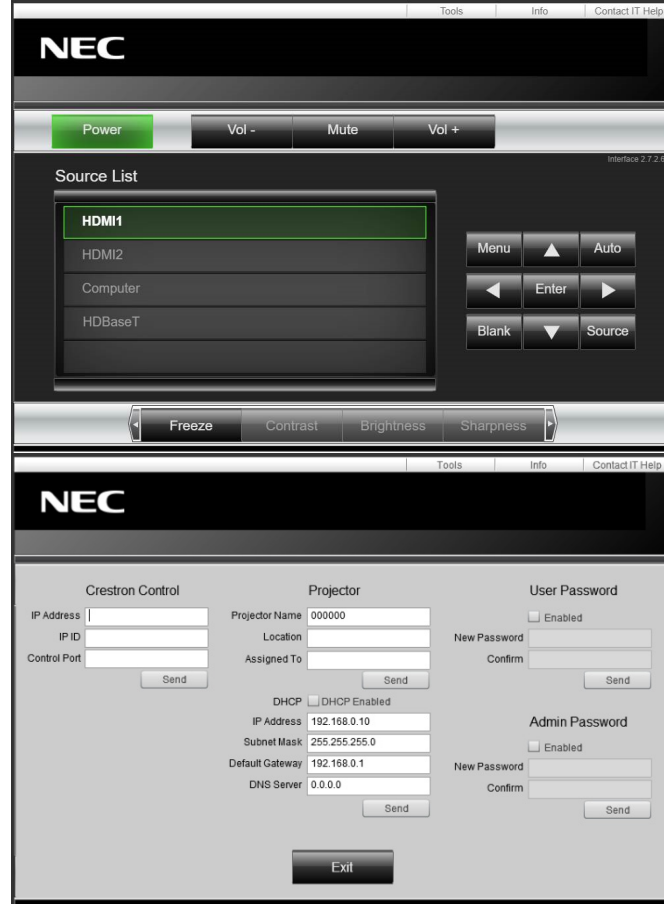 Tools Info Contact IT Help
NEC
Power Vol - Mute Vol +
Interface 2.7.2.6
Source List
HDMI1
HDMI2
Computer
HDBaseT
Menu Auto
Enter
Blank Source
Freeze Contrast Brightness Sharpness
Tools Info Contact IT Help
NEC
Crestron Control Projector User Password
IP Address Projector Name 000000 Enabled
IP ID Location New Password
Control Port Assigned To Confirm
Send Send Send
DHCP DHCP Enabled
IP Address 192.168.0.10 Admin Password
Subnet Mask 255.255.255.0 Enabled
Default Gateway 192.168.0.1 New Password
DNS Server 0.0.0.0 Confirm
Send Send
Exit